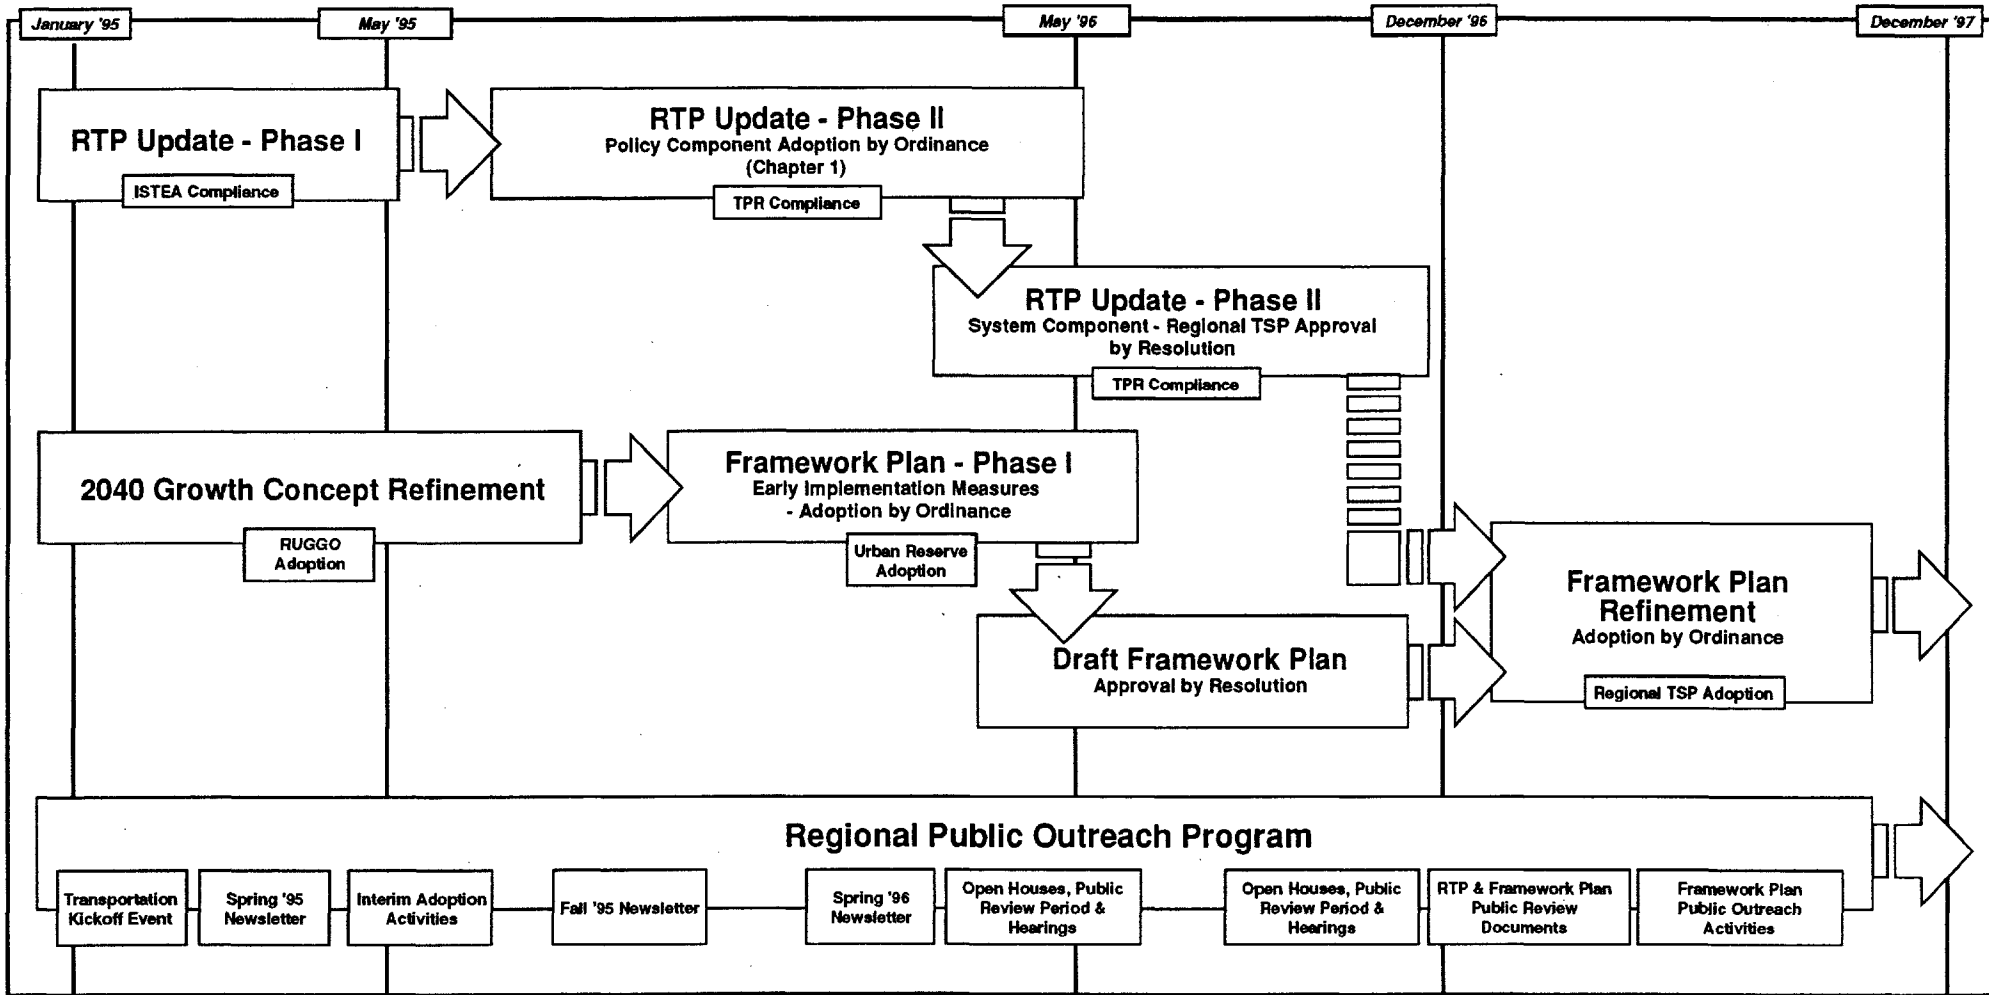 January '95
May '95
May '96
December '96
December '97
RTP Update - Phase I
ISTEA Compliance
RTP Update - Phase II
Policy Component Adoption by Ordinance
(Chapter 1)
TPR Compliance
RTP Update - Phase II
System Component - Regional TSP Approval
by Resolution
TPR Compliance
2040 Growth Concept Refinement
RUGGO
Adoption
Framework Plan - Phase I
Early Implementation Measures
- Adoption by Ordinance
Urban Reserve
Adoption
Draft Framework Plan
Approval by Resolution
Framework Plan
Refinement
Adoption by Ordinance
Regional TSP Adoption
Regional Public Outreach Program
Transportation
Kickoff Event
Spring '95
Newsletter
Interim Adoption
Activities
Fall '95 Newsletter
Spring '96
Newsletter
Open Houses, Public
Review Period &
Hearings
Open Houses, Public
Review Period &
Hearings
RTP & Framework Plan
Public Review
Documents
Framework Plan
Public Outreach
Activities